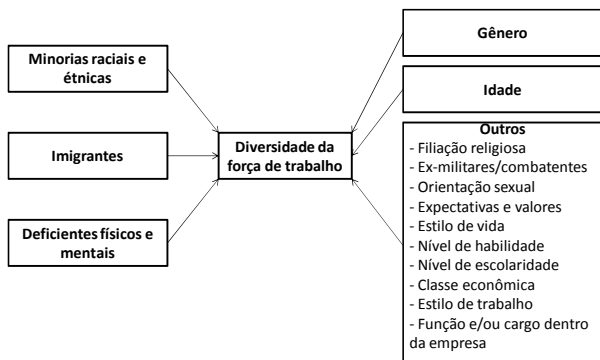 Minorias raciais e
étnicas
Imigrantes
Deficientes físicos e
mentais
Diversidade da
força de trabalho
Gênero
Idade
Outros
- Filiação religiosa
- Ex-militares/combatentes
- Orientação sexual
- Expectativas e valores
- Estilo de vida
- Nível de habilidade
- Nível de escolaridade
- Classe econômica
- Estilo de trabalho
- Função e/ou cargo dentro
da empresa